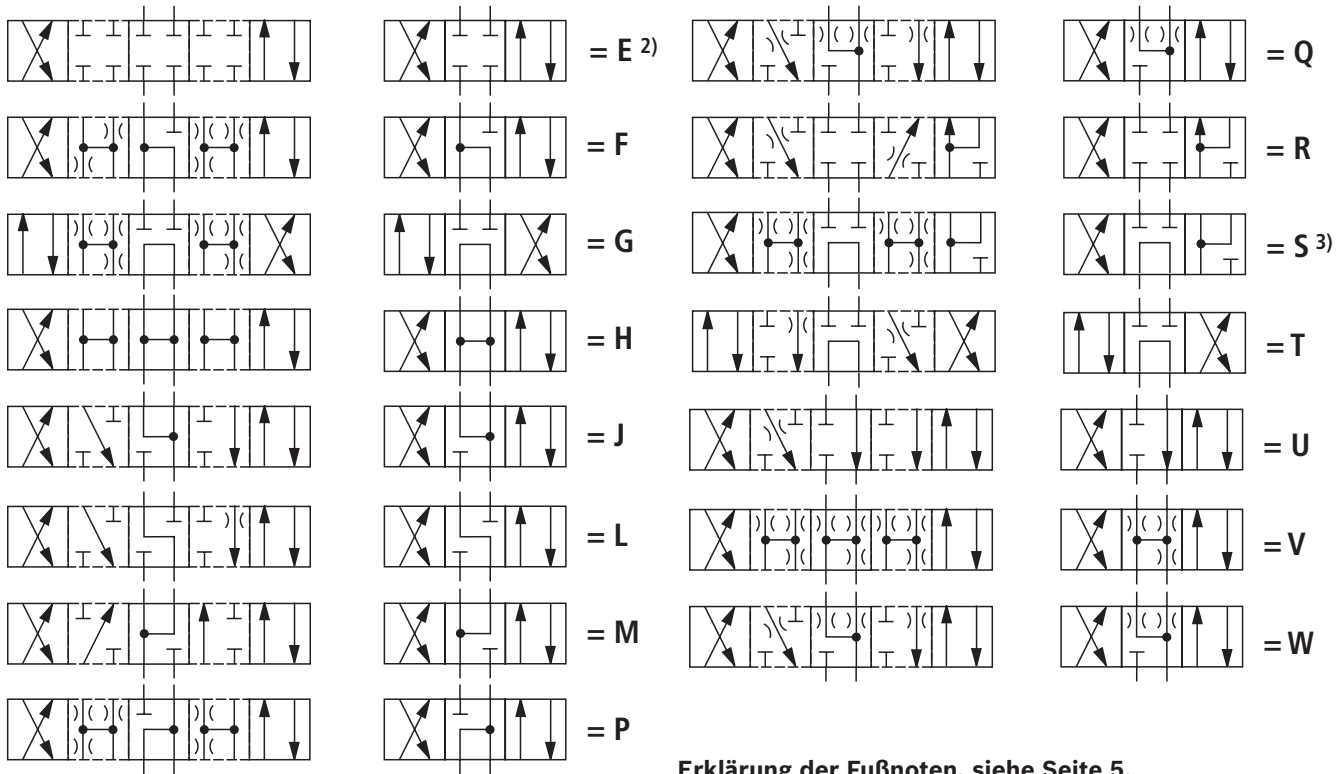 = E 2)
= F
= G
= H
= J
= L
= M
= P
= Q
= R
= S 3)
= T
= U
= V
= W
Erklärung der Fußnoten, siehe Seite 5.